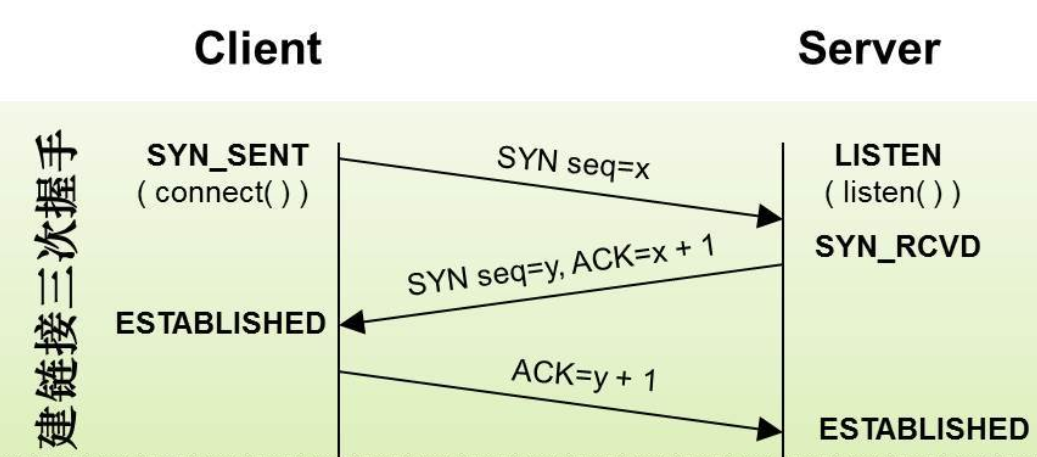 Client
Server
建链接三次握手
SYN_SENT
( connect( ) )
SYN seq=x
LISTEN
( listen( ) )
SYN_RCVD
SYN seq=y, ACK=x + 1
ESTABLISHED
ACK=y + 1
ESTABLISHED